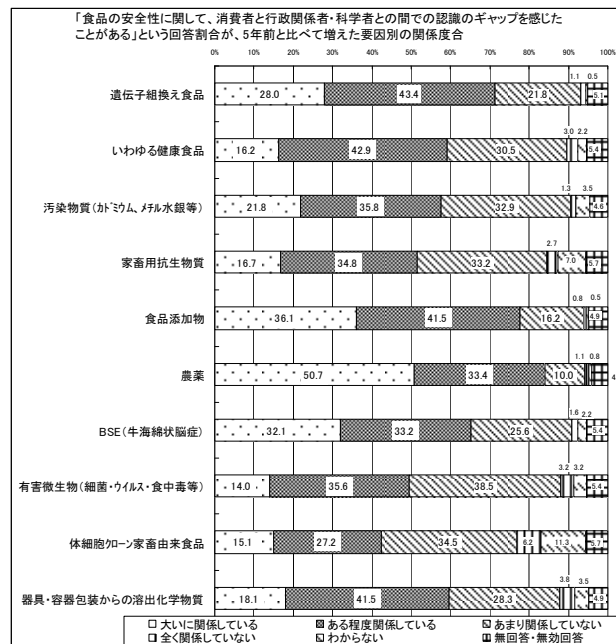 「食品の安全性に関して、消費者と行政関係者・科学者との間での認識のギャップを感じた
ことがある」という回答割合が、5年前と比べて増えた要因別の関係度合
0% 10% 20% 30% 40% 50% 60% 70% 80% 90% 100%
1.1 0.5
遺伝子組換え食品 28.0 43.4 21.8 5.1
3.0 2.2
いわゆる健康食品 16.2 42.9 30.5 5.4
1.3 3.5
汚染物質(カドミウム、メチル水銀等) 21.8 35.8 32.9 4.6
2.7
家畜用抗生物質 16.7 34.8 33.2 7.0 5.7
0.8 0.5
食品添加物 36.1 41.5 16.2 4.9
1.1 0.8
農薬 50.7 33.4 10.0 4
1.6 2.2
BSE(牛海綿状脳症) 32.1 33.2 25.6 5.4
3.2 3.2
有害微生物(細菌・ウイルス・食中毒等) 14.0 35.6 38.5 5.4
体細胞クローン家畜由来食品 15.1 27.2 34.5 6.2 11.3 5.7
3.8 3.5
器具・容器包装からの溶出化学物質 18.1 41.5 28.3 4.9
大いに関係している ある程度関係している あまり関係していない
全く関係していない わからない 無回答・無効回答